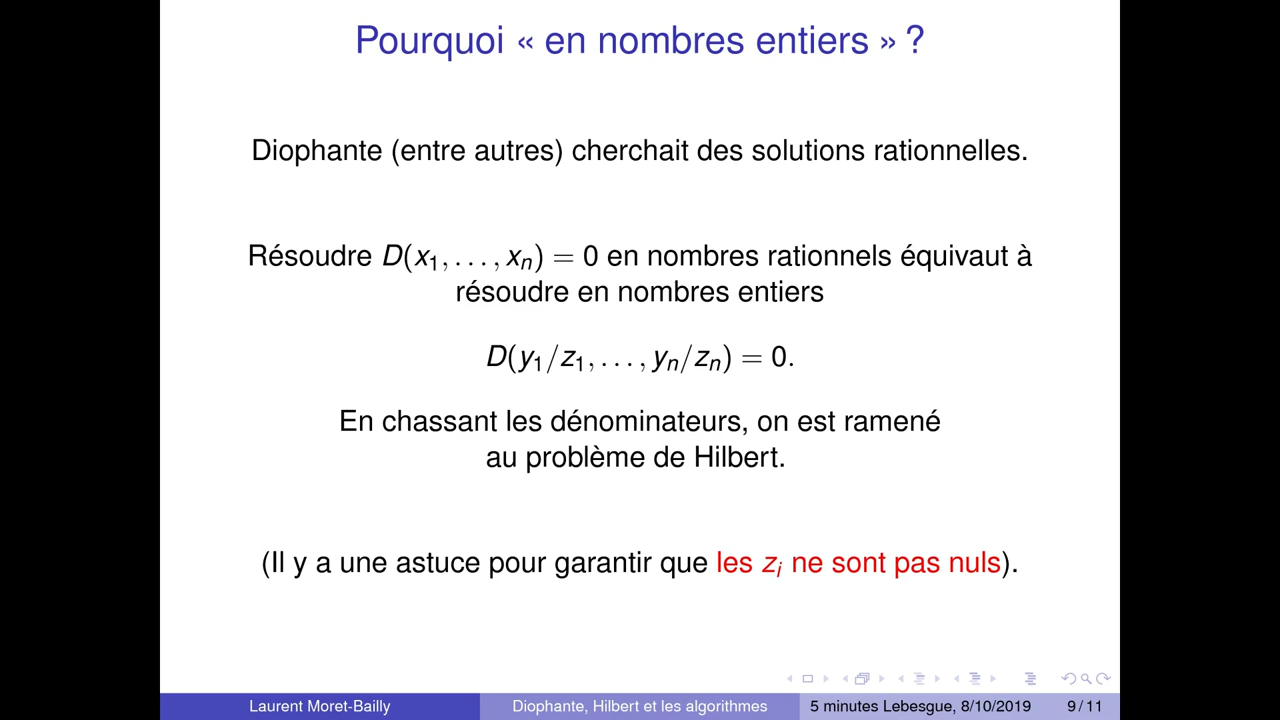 Pourquoi « en nombres entiers » ?
Diophante (entre autres) cherchait des solutions rationnelles.
Résoudre D(x₁, . . . , xₙ) = 0 en nombres rationnels équivaut à
résoudre en nombres entiers
D(y₁/z₁, . . . , yₙ/zₙ) = 0.
En chassant les dénominateurs, on est ramené
au problème de Hilbert.
(Il y a une astuce pour garantir que les zᵢ ne sont pas nuls).
Laurent Moret-Bailly Diophante, Hilbert et les algorithmes 5 minutes Lebesgue, 8/10/2019 9 / 11